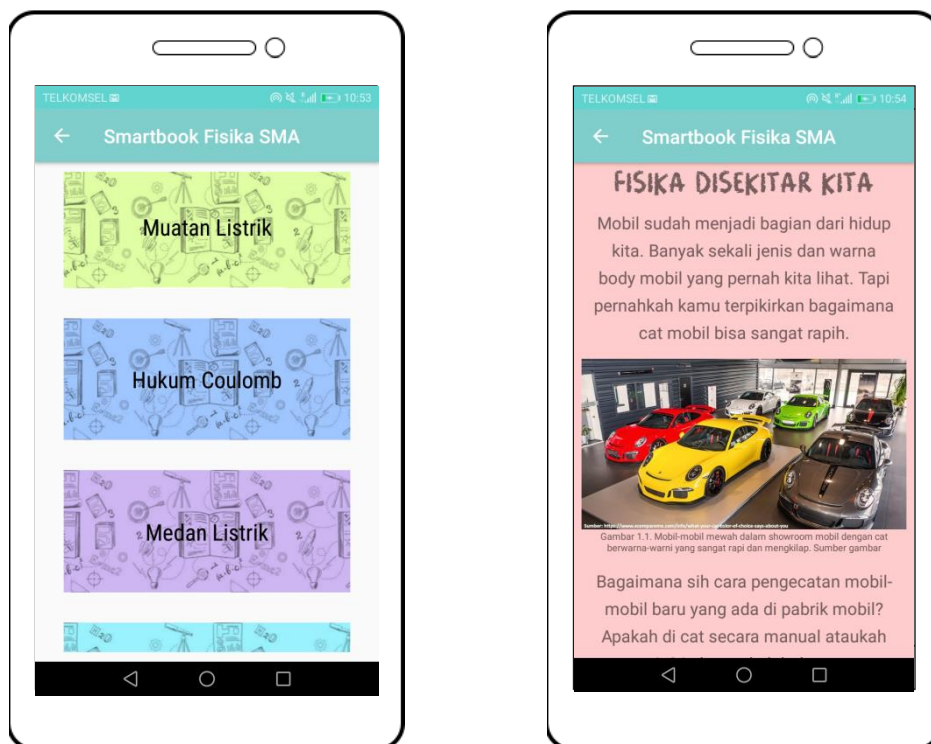 TELKOMSEL 10:53
Smartbook Fisika SMA
Muatan Listrik
Hukum Coulomb
Medan Listrik
TELKOMSEL 10:54
Smartbook Fisika SMA
FISIKA DISEKITAR KITA
Mobil sudah menjadi bagian dari hidup
kita. Banyak sekali jenis dan warna
body mobil yang pernah kita lihat. Tapi
pernahkah kamu terpikirkan bagaimana
cat mobil bisa sangat rapih.
Gambar 1.1. Mobil-mobil mewah dalam showroom mobil dengan cat
berwarna-warni yang sangat rapi dan mengkilap. Sumber gambar
Bagaimana sih cara pengecatan mobil-
mobil baru yang ada di pabrik mobil?
Apakah di cat secara manual ataukah